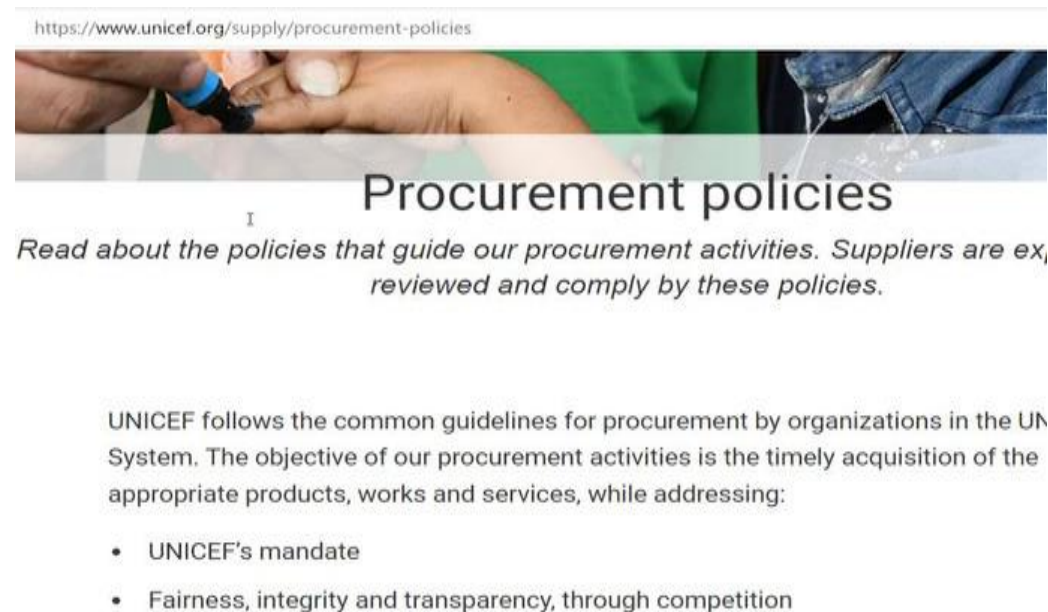 https://www.unicef.org/supply/procurement-policies
Procurement policies
Read about the policies that guide our procurement activities. Suppliers are
reviewed and comply by these policies.
UNICEF follows the common guidelines for procurement by organizations in the UN
System. The objective of our procurement activities is the timely acquisition of the
appropriate products, works and services, while addressing:
• UNICEF's mandate
• Fairness, integrity and transparency, through competition